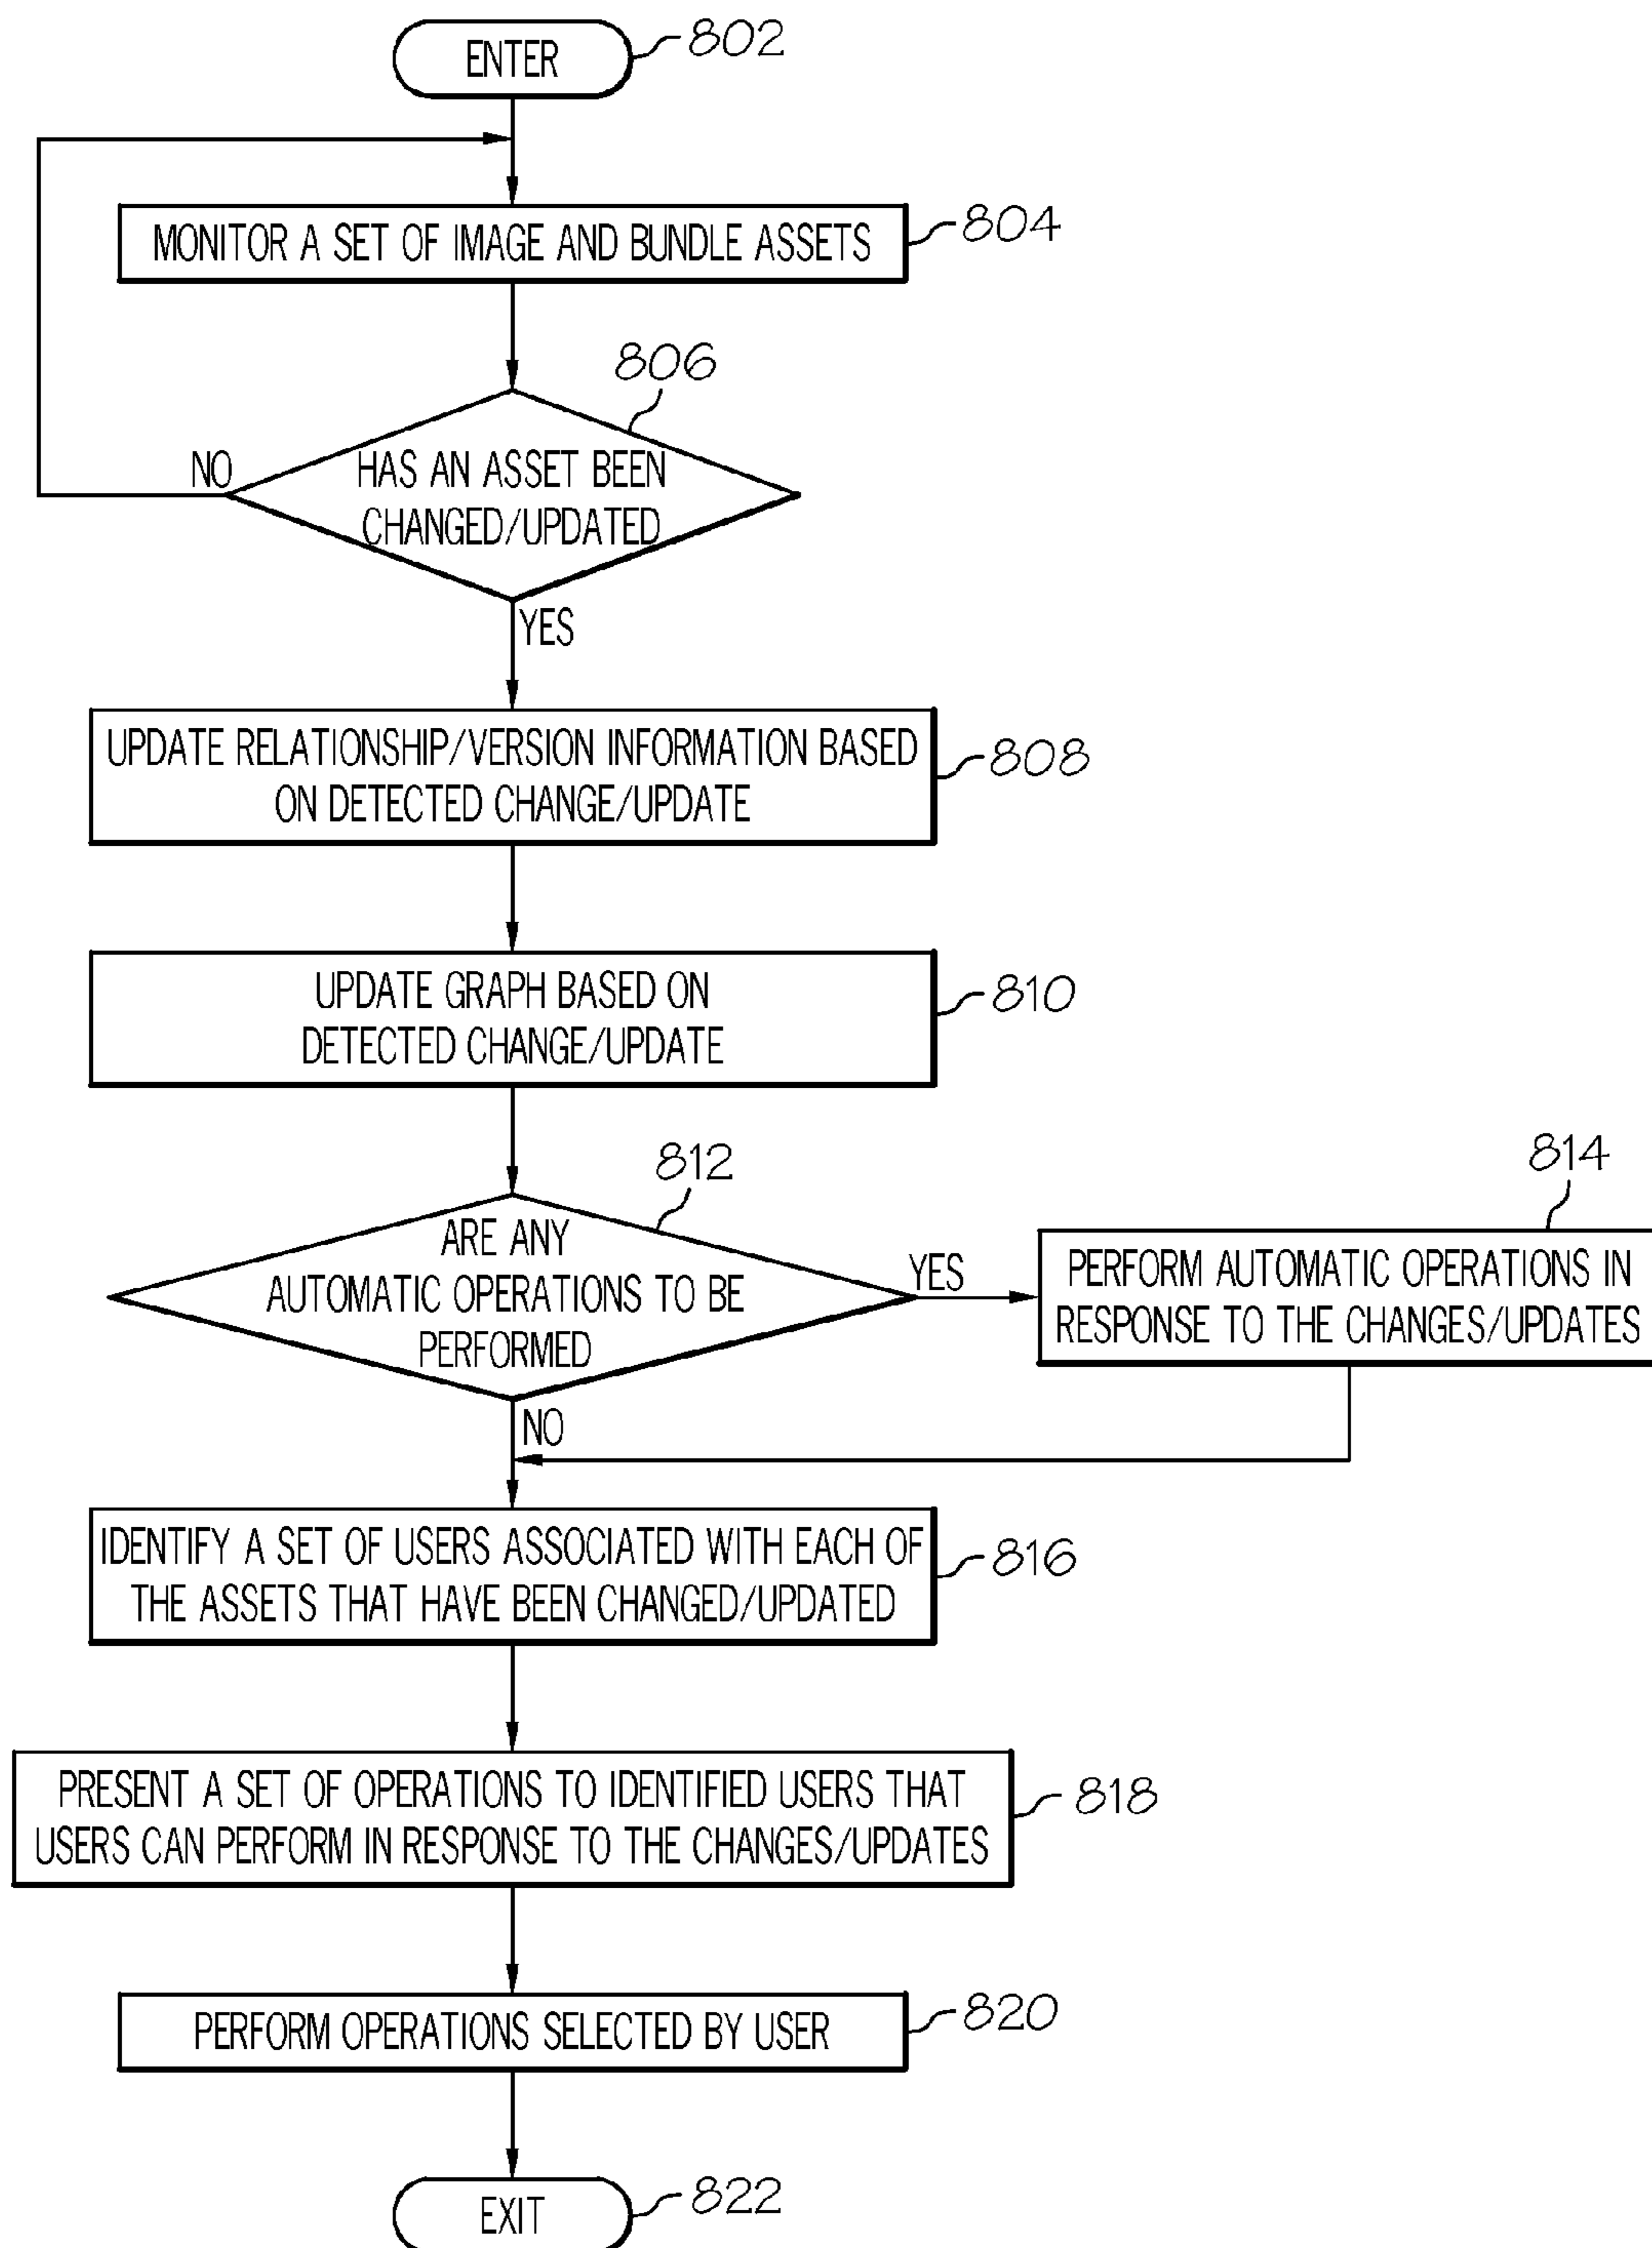 ENTER
802
MONITOR A SET OF IMAGE AND BUNDLE ASSETS
804
806
HAS AN ASSET BEEN
CHANGED/UPDATED
NO
YES
UPDATE RELATIONSHIP/VERSION INFORMATION BASED
ON DETECTED CHANGE/UPDATE
808
UPDATE GRAPH BASED ON
DETECTED CHANGE/UPDATE
810
812
ARE ANY
AUTOMATIC OPERATIONS TO BE
PERFORMED
YES
814
PERFORM AUTOMATIC OPERATIONS IN
RESPONSE TO THE CHANGES/UPDATES
NO
IDENTIFY A SET OF USERS ASSOCIATED WITH EACH OF
THE ASSETS THAT HAVE BEEN CHANGED/UPDATED
816
PRESENT A SET OF OPERATIONS TO IDENTIFIED USERS THAT
USERS CAN PERFORM IN RESPONSE TO THE CHANGES/UPDATES
818
PERFORM OPERATIONS SELECTED BY USER
820
EXIT
822